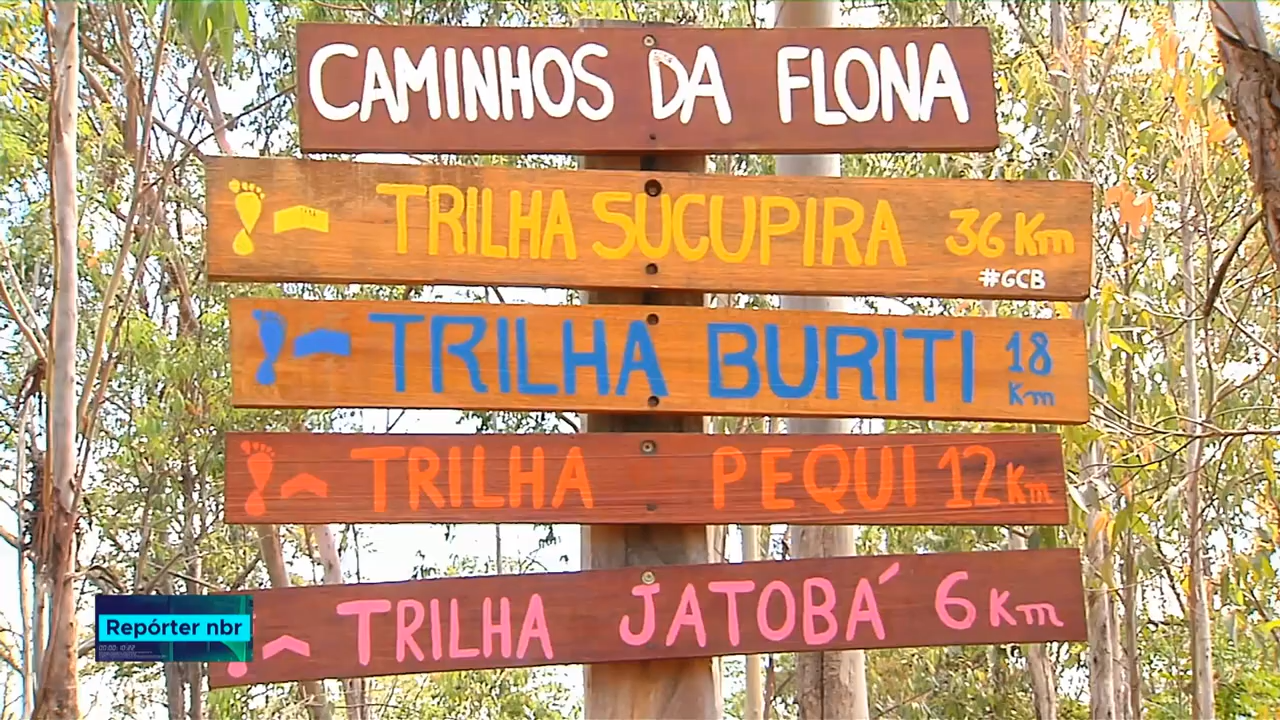 CAMINHOS DA FLONA
TRILHA SUCUPIRA 36 Km
#GCB
TRILHA BURITI 18 Km
TRILHA PEQUI 12 Km
TRILHA JATOBÁ 6 Km
Repórter nbr